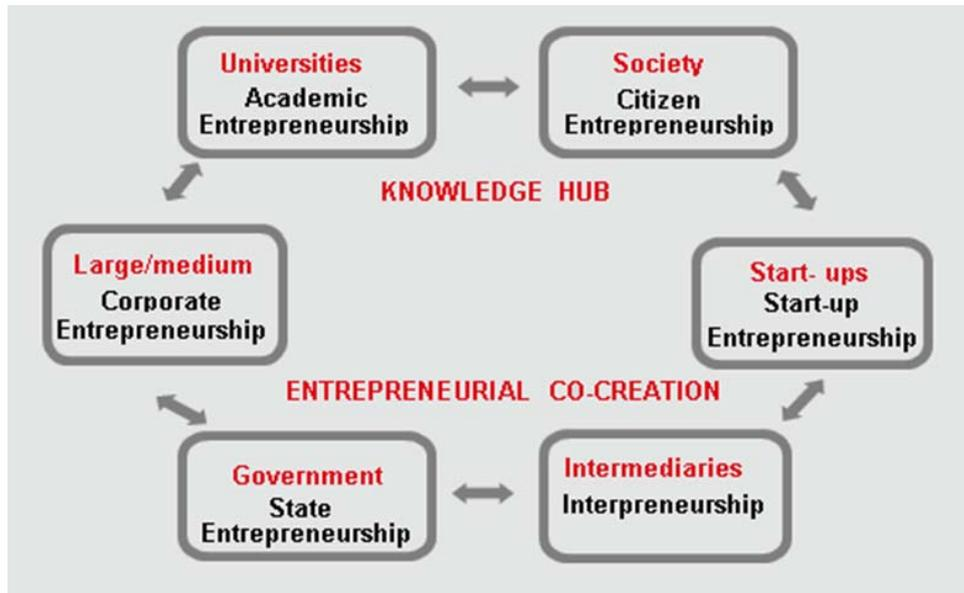 Universities
Academic
Entrepreneurship
Society
Citizen
Entrepreneurship
KNOWLEDGE HUB
Large/medium
Corporate
Entrepreneurship
Start- ups
Start-up
Entrepreneurship
ENTREPRENEURIAL CO-CREATION
Government
State
Entrepreneurship
Intermediaries
Interpreneurship